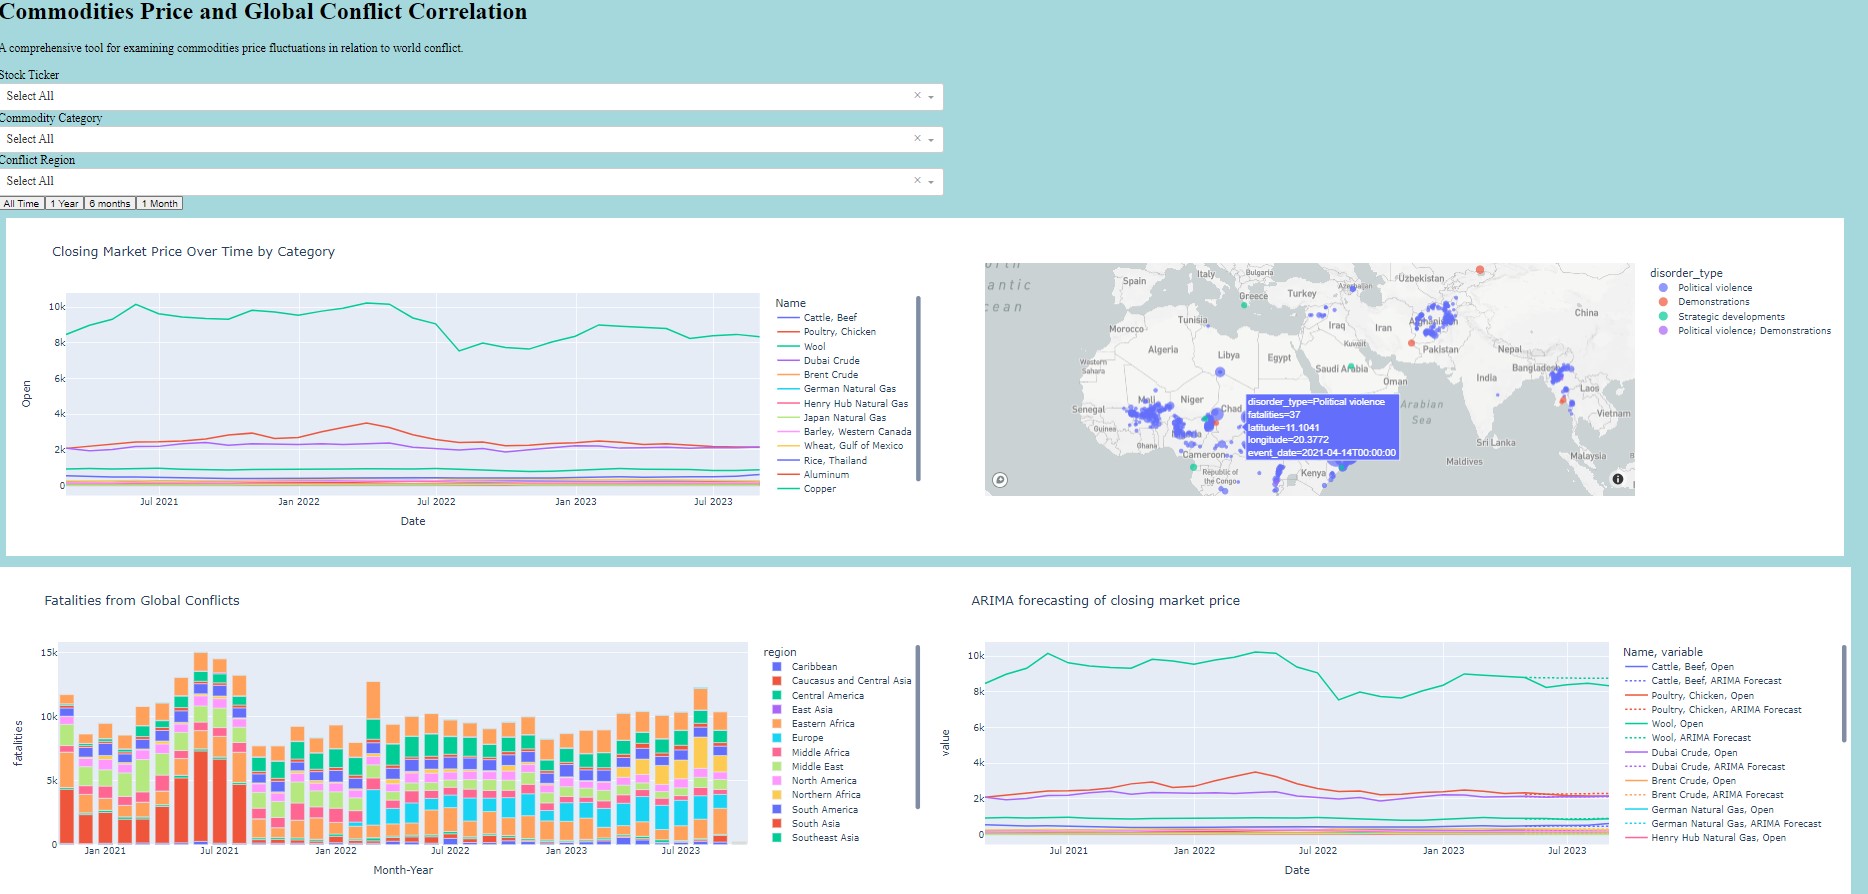 Commodities Price and Global Conflict Correlation
A comprehensive tool for examining commodities price fluctuations in relation to world conflict.
Stock Ticker
Select All
Commodity Category
Select All
Conflict Region
Select All
All Time 1 Year 6 months 1 Month
Closing Market Price Over Time by Category
Open
10k
8k
6k
4k
2k
0
Jul 2021 Jan 2022 Jul 2022 Jan 2023 Jul 2023
Date
Name
Cattle, Beef
Poultry, Chicken
Wool
Dubai Crude
Brent Crude
German Natural Gas
Henry Hub Natural Gas
Japan Natural Gas
Barley, Western Canada
Wheat, Gulf of Mexico
Rice, Thailand
Aluminum
Copper
antic
cean
Italy
Bulgaria
Uzbekistan
Spain
Greece
Turkey
Azerbaijan
China
Tunisia
Morocco
Iraq
Iran
Afghanistan
Algeria
Libya
Egypt
Kuwait
Pakistan
Nepal
Western
Sahara
Saudi Arabia
Bangladesh
Oman
India
Laos
Mali
Niger
Chad
Senegal
Arabian
Sea
Vietnam
Guinea
Ghana
Sri Lanka
Cameroon
Maldives
Malaysia
Republic of
the Congo
Kenya
disorder_type=Political violence
fatalities=37
latitude=11.1041
longitude=20.3772
event_date=2021-04-14T00:00:00
disorder_type
Political violence
Demonstrations
Strategic developments
Political violence; Demonstrations
Fatalities from Global Conflicts
fatalities
15k
10k
5k
0
Jan 2021 Jul 2021 Jan 2022 Jul 2022 Jan 2023 Jul 2023
Month-Year
region
Caribbean
Caucasus and Central Asia
Central America
East Asia
Eastern Africa
Europe
Middle Africa
Middle East
North America
Northern Africa
South America
South Asia
Southeast Asia
ARIMA forecasting of closing market price
value
10k
8k
6k
4k
2k
0
Jul 2021 Jan 2022 Jul 2022 Jan 2023 Jul 2023
Date
Name, variable
Cattle, Beef, Open
Cattle, Beef, ARIMA Forecast
Poultry, Chicken, Open
Poultry, Chicken, ARIMA Forecast
Wool, Open
Wool, ARIMA Forecast
Dubai Crude, Open
Dubai Crude, ARIMA Forecast
Brent Crude, Open
Brent Crude, ARIMA Forecast
German Natural Gas, Open
German Natural Gas, ARIMA Forecast
Henry Hub Natural Gas, Open